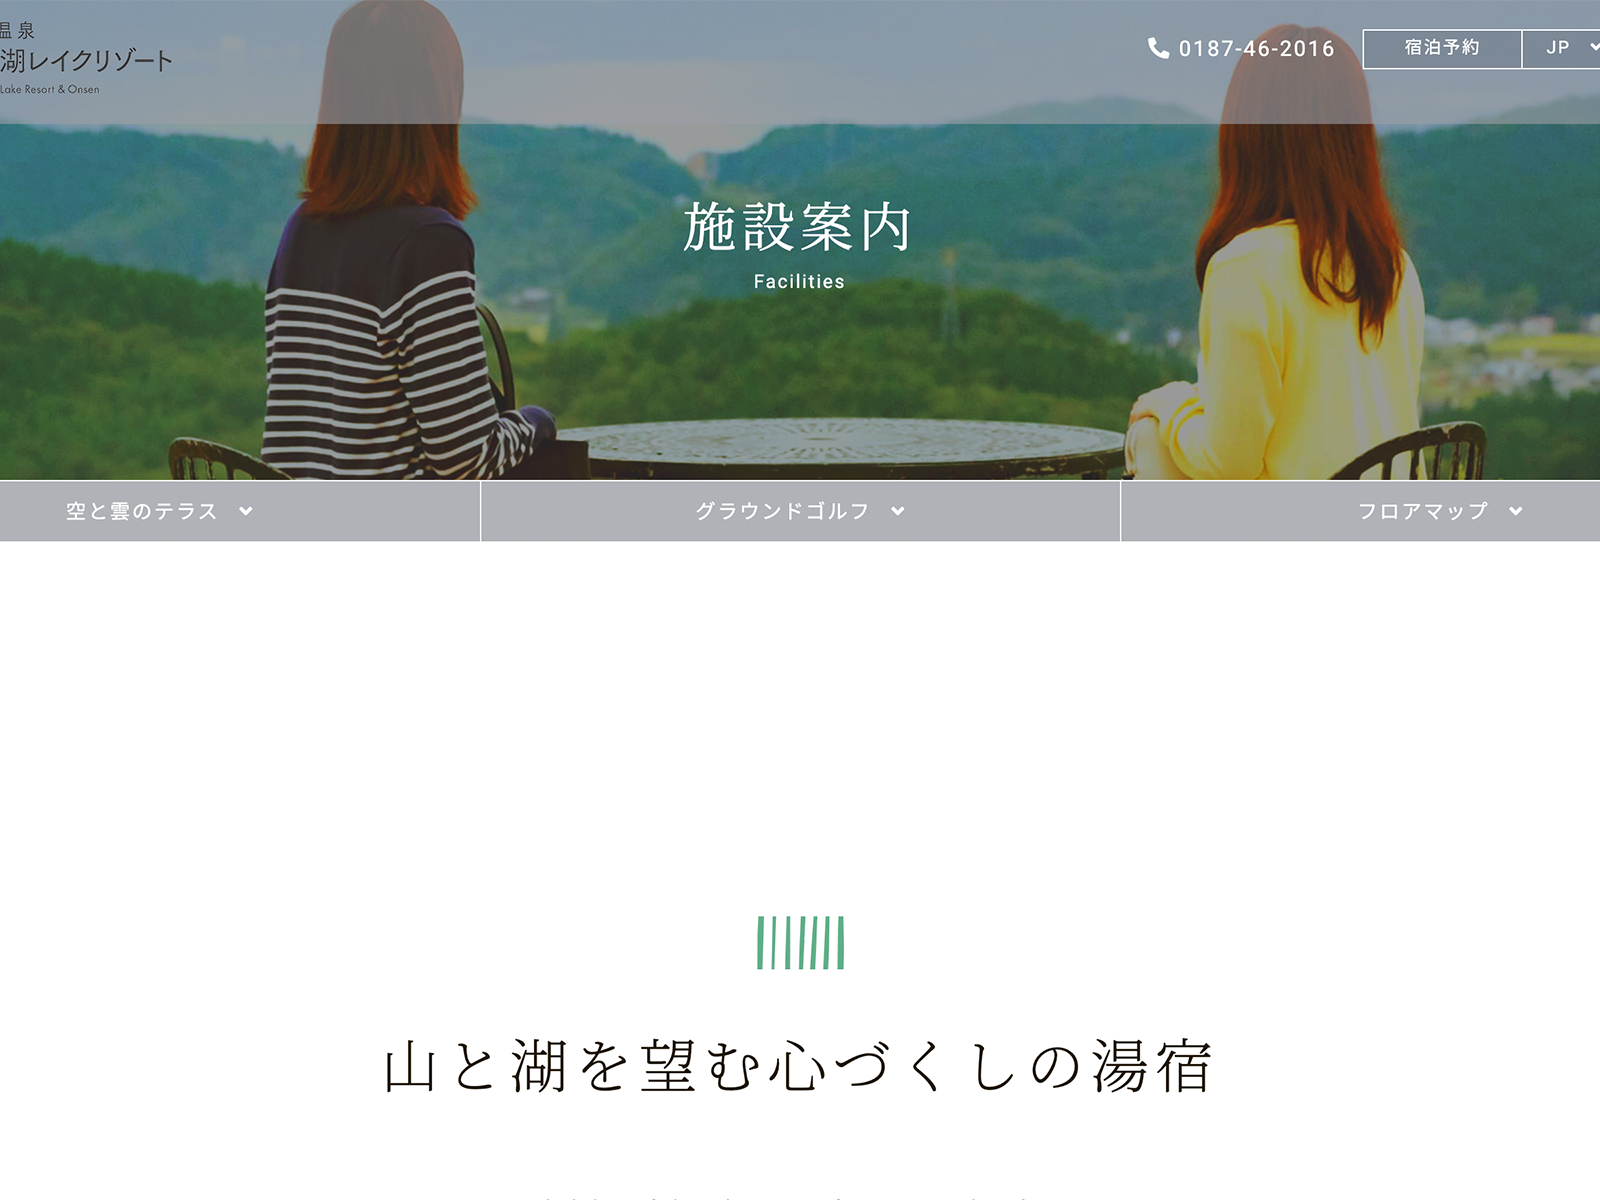 温泉
湖レイクリゾート
Lake Resort & Onsen
0187-46-2016
宿泊予約
JP
施設案内
Facilities
空と雲のテラス
グラウンドゴルフ
フロアマップ
山と湖を望む心づくしの湯宿